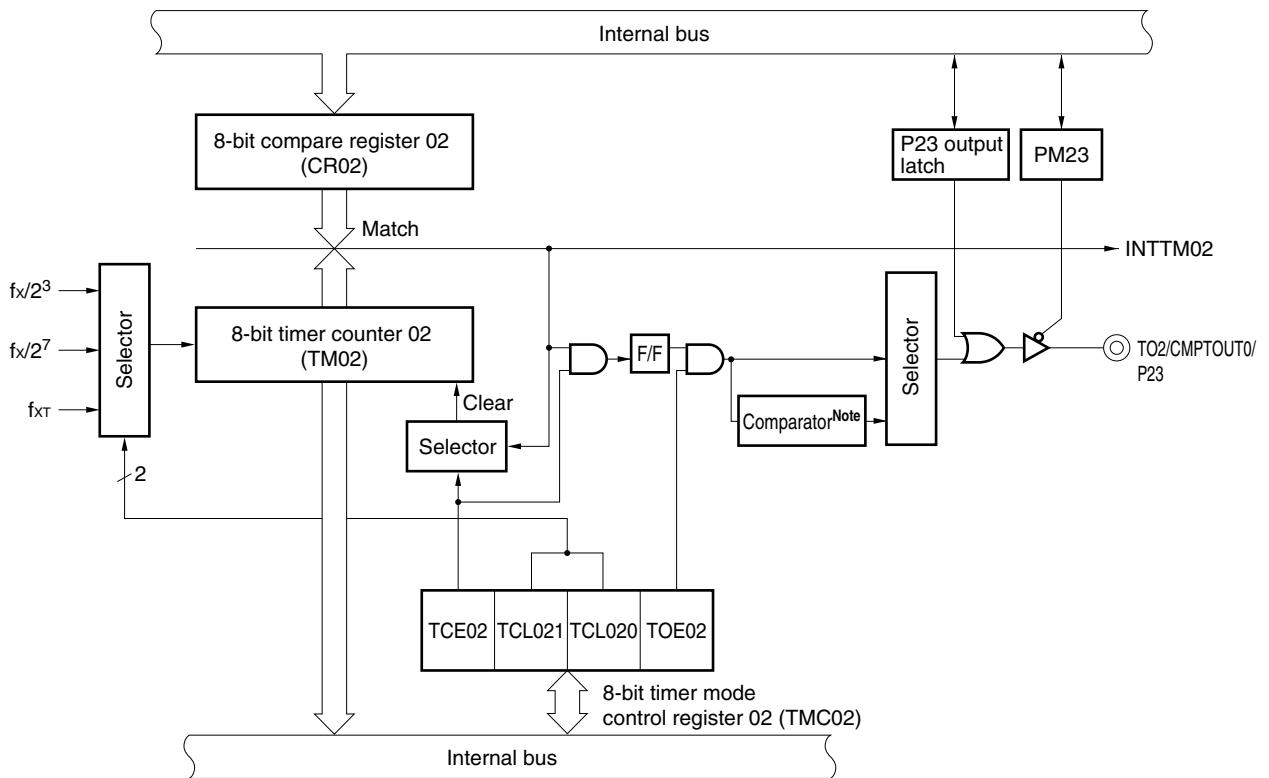 Internal bus
8-bit compare register 02
(CR02)
P23 output
latch
PM23
Match
INTTM02
fX/2³
fX/2⁷
fXT
Selector
8-bit timer counter 02
(TM02)
F/F
Selector
TO2/CMPTOUT0/
P23
Clear
Selector
ComparatorNote
2
TCE02 TCL021 TCL020 TOE02
8-bit timer mode
control register 02 (TMC02)
Internal bus